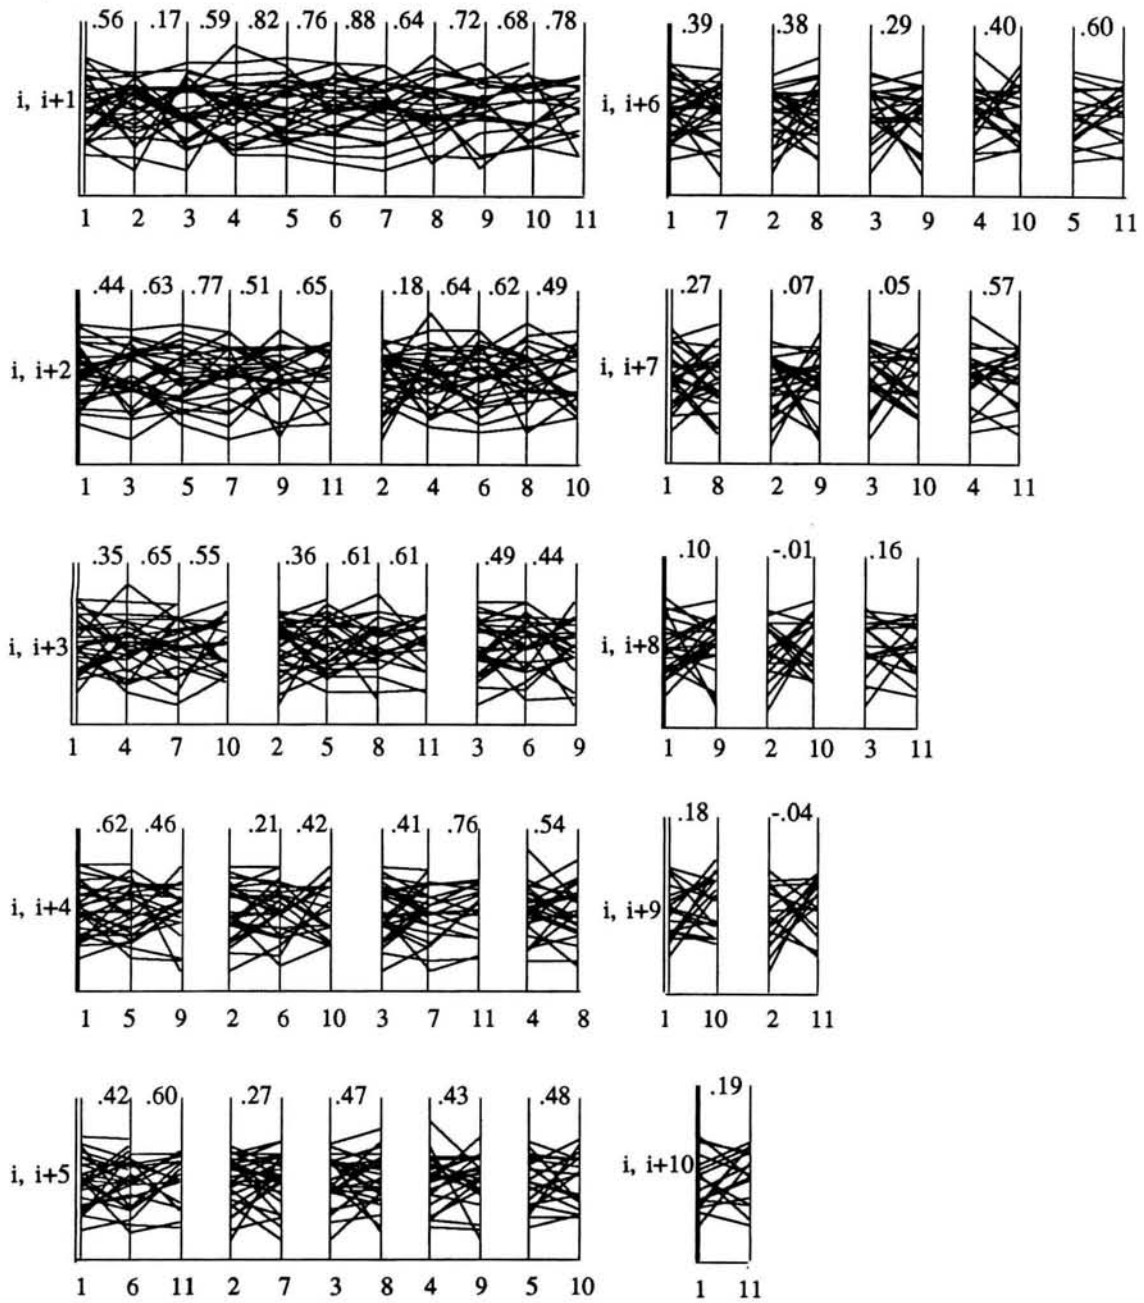 .56 .17 .59 .82 .76 .88 .64 .72 .68 .78
i, i+1
1 2 3 4 5 6 7 8 9 10 11
.39 .38 .29 .40 .60
i, i+6
1 7 2 8 3 9 4 10 5 11
.44 .63 .77 .51 .65 .18 .64 .62 .49
i, i+2
1 3 5 7 9 11 2 4 6 8 10
.27 .07 .05 .57
i, i+7
1 8 2 9 3 10 4 11
.35 .65 .55 .36 .61 .61 .49 .44
i, i+3
1 4 7 10 2 5 8 11 3 6 9
.10 -.01 .16
i, i+8
1 9 2 10 3 11
.62 .46 .21 .42 .41 .76 .54
i, i+4
1 5 9 2 6 10 3 7 11 4 8
.18 -.04
i, i+9
1 10 2 11
.42 .60 .27 .47 .43 .48
i, i+5
1 6 11 2 7 3 8 4 9 5 10
.19
i, i+10
1 11